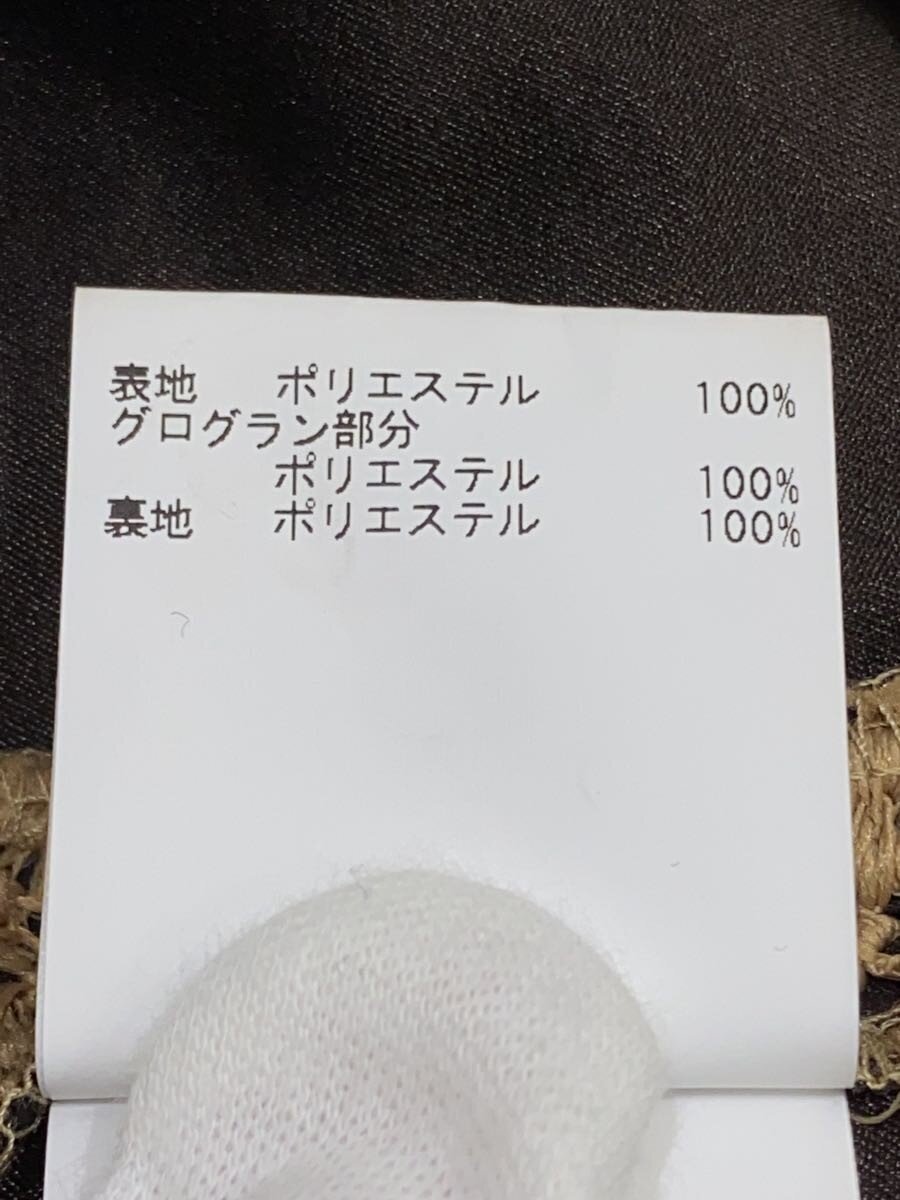 表地 ポリエステル 100%
グログラン部分
ポリエステル 100%
裏地 ポリエステル 100%